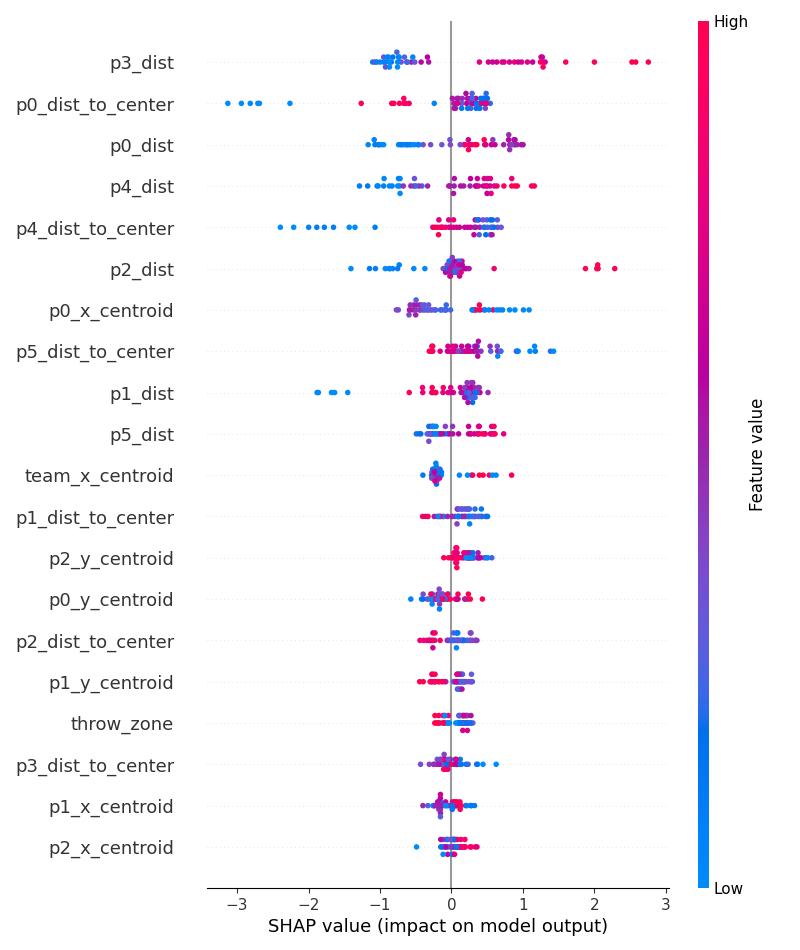 High
p3_dist
p0_dist_to_center
p0_dist
p4_dist
p4_dist_to_center
p2_dist
p0_x_centroid
p5_dist_to_center
p1_dist
p5_dist
team_x_centroid
p1_dist_to_center
p2_y_centroid
p0_y_centroid
p2_dist_to_center
p1_y_centroid
throw_zone
p3_dist_to_center
p1_x_centroid
p2_x_centroid
Feature value
Low
−3 −2 −1 0 1 2 3
SHAP value (impact on model output)